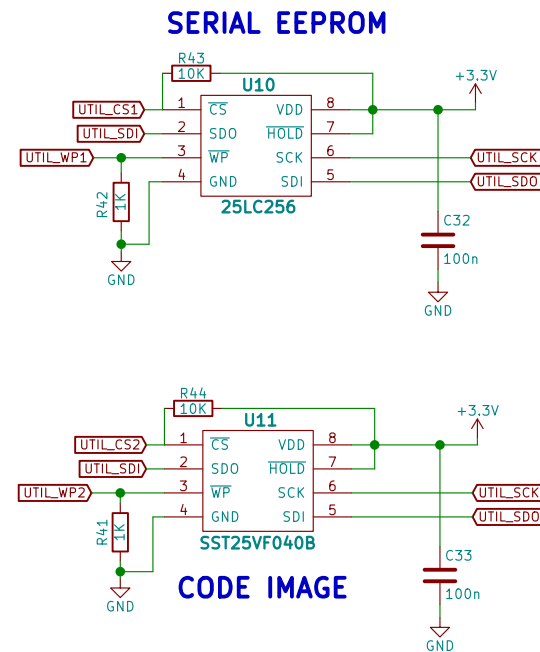 SERIAL EEPROM
R43
10K
U10
+3.3V
UTIL_CS1 1 CS VDD 8
UTIL_SDI 2 SDO HOLD 7
UTIL_WP1 3 WP SCK 6 UTIL_SCK
4 GND SDI 5 UTIL_SDO
R42
1K
25LC256
C32
100n
GND
GND
R44
10K
U11
+3.3V
UTIL_CS2 1 CS VDD 8
UTIL_SDI 2 SDO HOLD 7
UTIL_WP2 3 WP SCK 6 UTIL_SCK
4 GND SDI 5 UTIL_SDO
R41
1K
SST25VF040B
C33
100n
CODE IMAGE
GND
GND